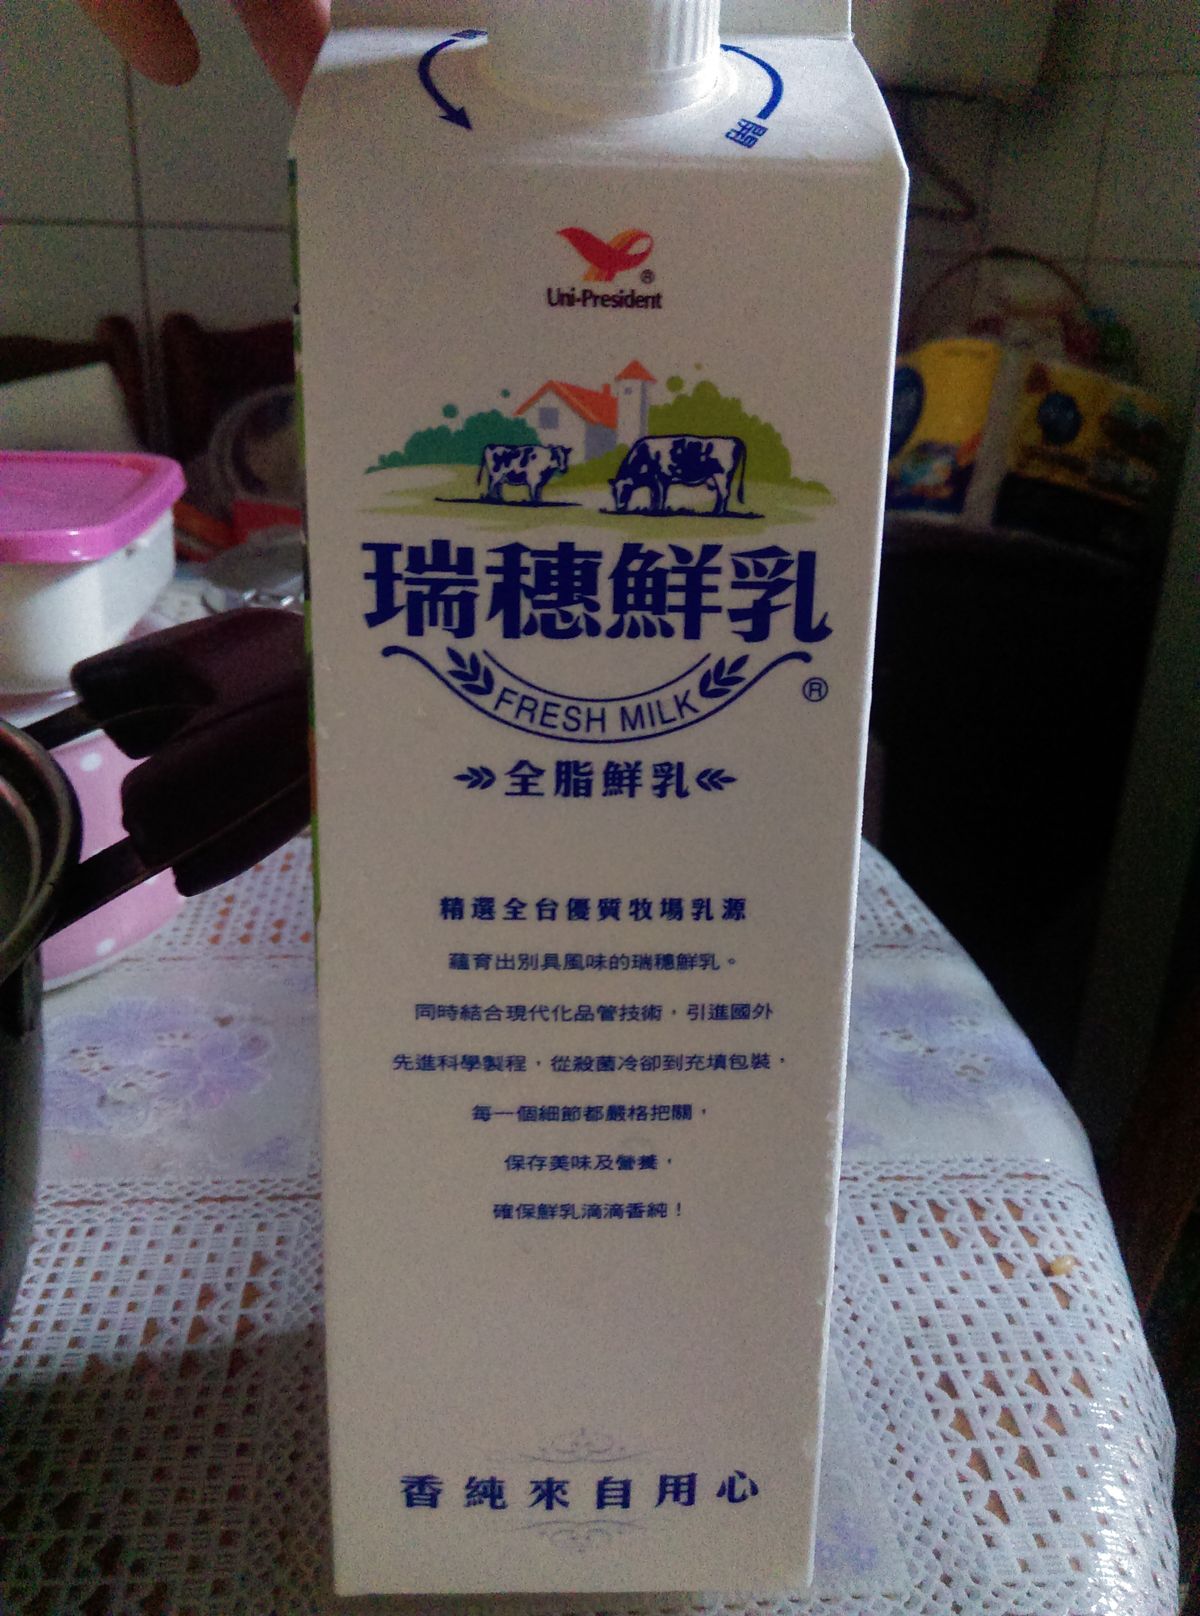 開
Uni-President
瑞穗鮮乳
FRESH MILK
全脂鮮乳
精選全台優質牧場乳源
蘊育出別具風味的瑞穗鮮乳。
同時結合現代化品管技術，引進國外
先進科學製程，從殺菌冷卻到充填包裝，
每一個細節都嚴格把關，
保存美味及營養，
確保鮮乳滴滴香純！
香純來自用心